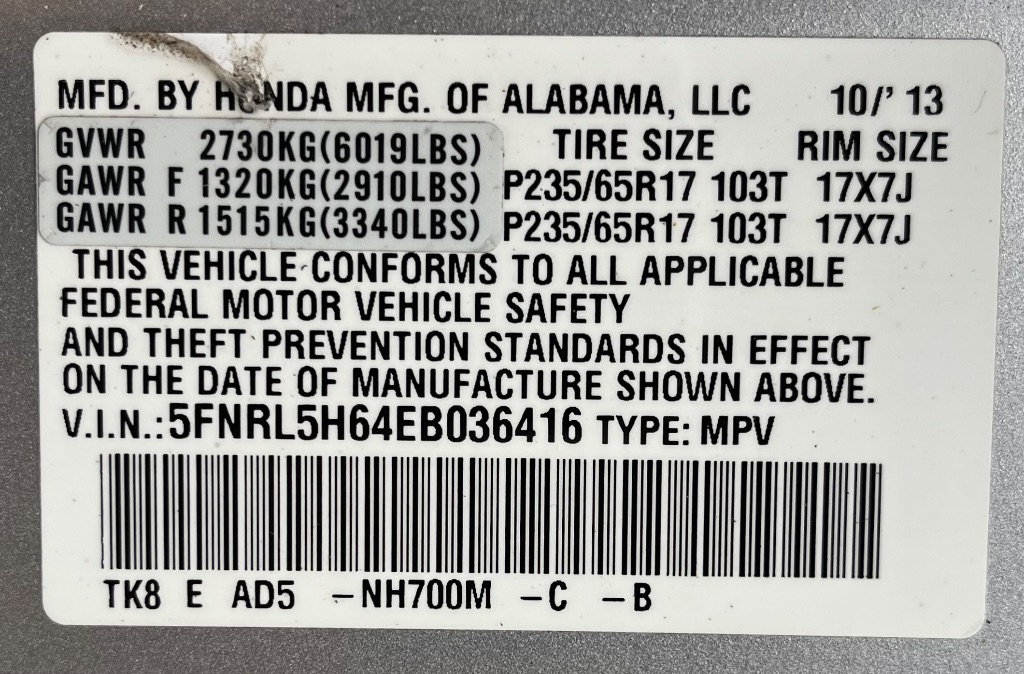 MFD. BY HONDA MFG. OF ALABAMA, LLC 10/' 13
GVWR 2730KG(6019LBS) TIRE SIZE RIM SIZE
GAWR F 1320KG(2910LBS) P235/65R17 103T 17X7J
GAWR R 1515KG(3340LBS) P235/65R17 103T 17X7J
THIS VEHICLE CONFORMS TO ALL APPLICABLE
FEDERAL MOTOR VEHICLE SAFETY
AND THEFT PREVENTION STANDARDS IN EFFECT
ON THE DATE OF MANUFACTURE SHOWN ABOVE.
V.I.N.:5FNRL5H64EB036416 TYPE: MPV
TK8 E AD5 -NH700M -C -B